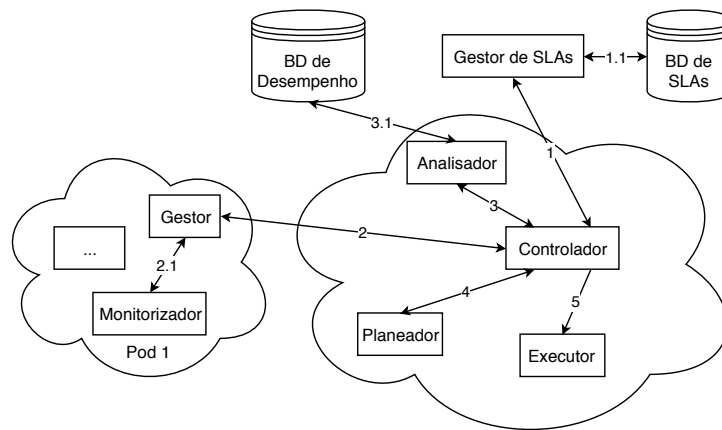 BD de
Desempenho
Gestor de SLAs
1.1
BD de
SLAs
3.1
1
Analisador
3
Gestor
2
Controlador
...
2.1
4
5
Monitorizador
Planeador
Executor
Pod 1